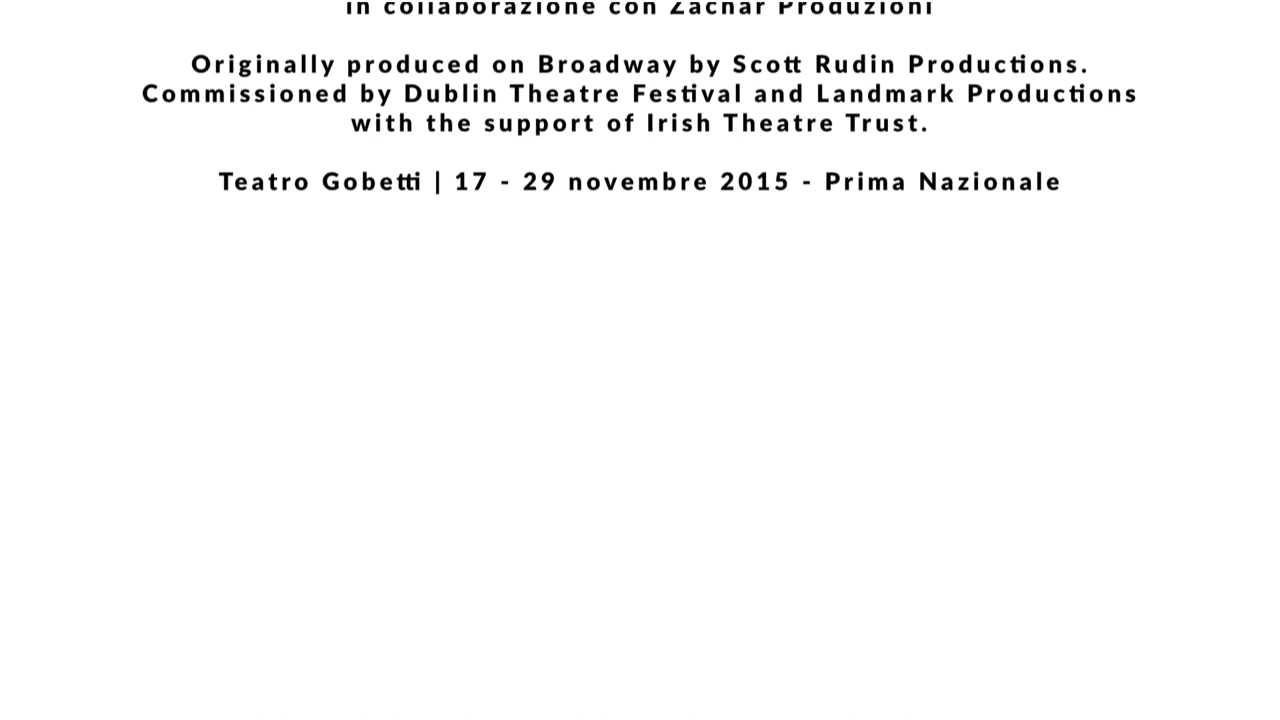 in collaborazione con Zachar Produzioni
Originally produced on Broadway by Scott Rudin Productions.
Commissioned by Dublin Theatre Festival and Landmark Productions
with the support of Irish Theatre Trust.
Teatro Gobetti | 17 - 29 novembre 2015 - Prima Nazionale